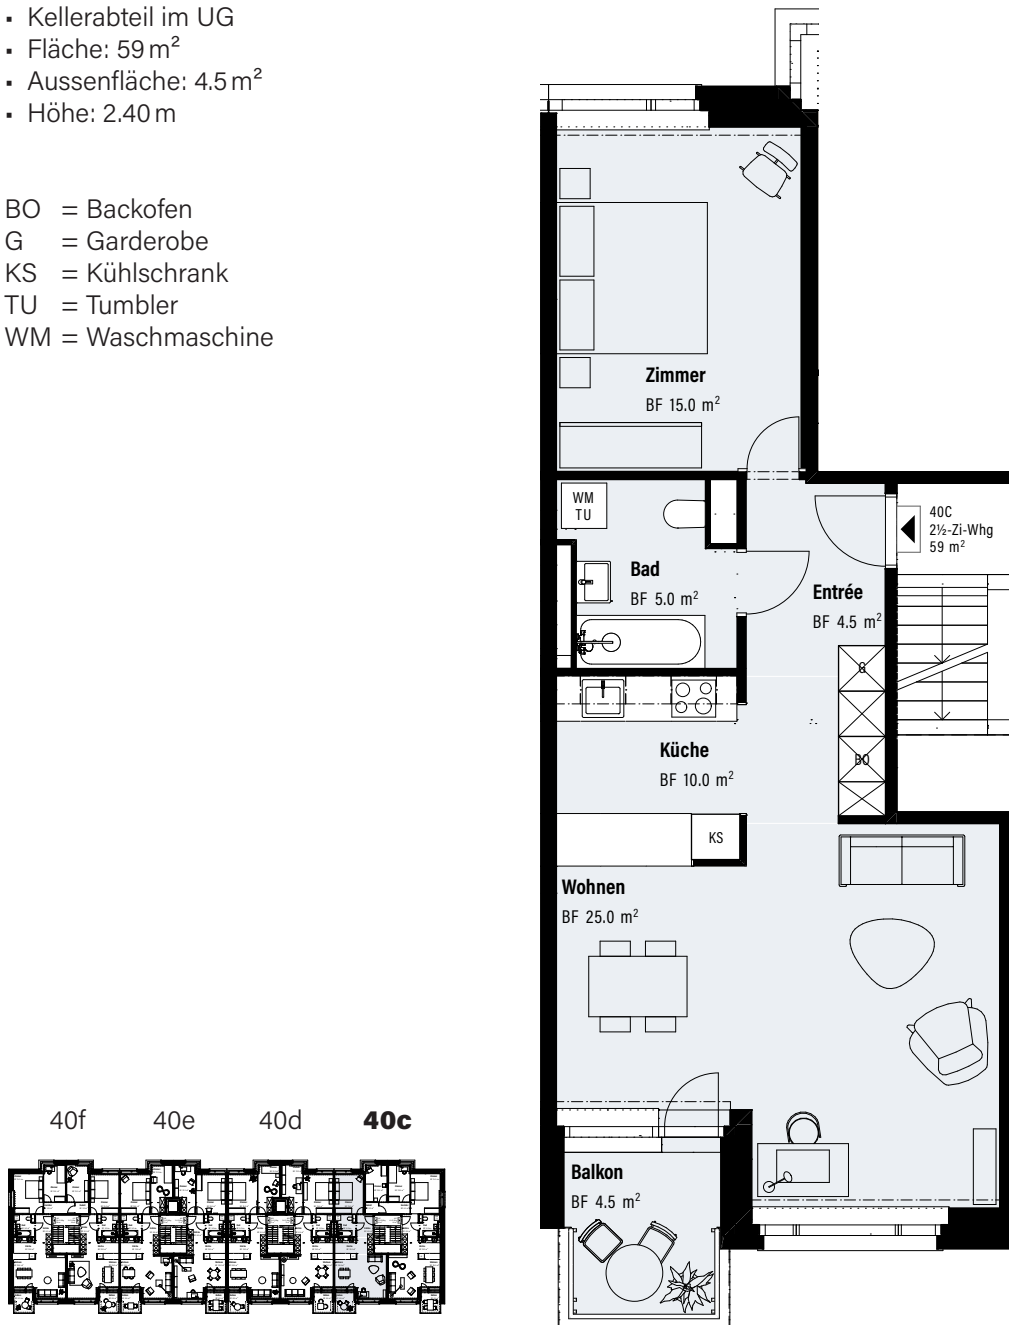 • Kellerabteil im UG
• Fläche: 59 m²
• Aussenfläche: 4.5 m²
• Höhe: 2.40 m
BO = Backofen
G = Garderobe
KS = Kühlschrank
TU = Tumbler
WM = Waschmaschine
Zimmer
BF 15.0 m²
WM
TU
40C
2½-Zi-Whg
59 m²
Bad
BF 5.0 m²
Entrée
BF 4.5 m²
G
Küche
BF 10.0 m²
BO
KS
Wohnen
BF 25.0 m²
Balkon
BF 4.5 m²
40f 40e 40d 40c